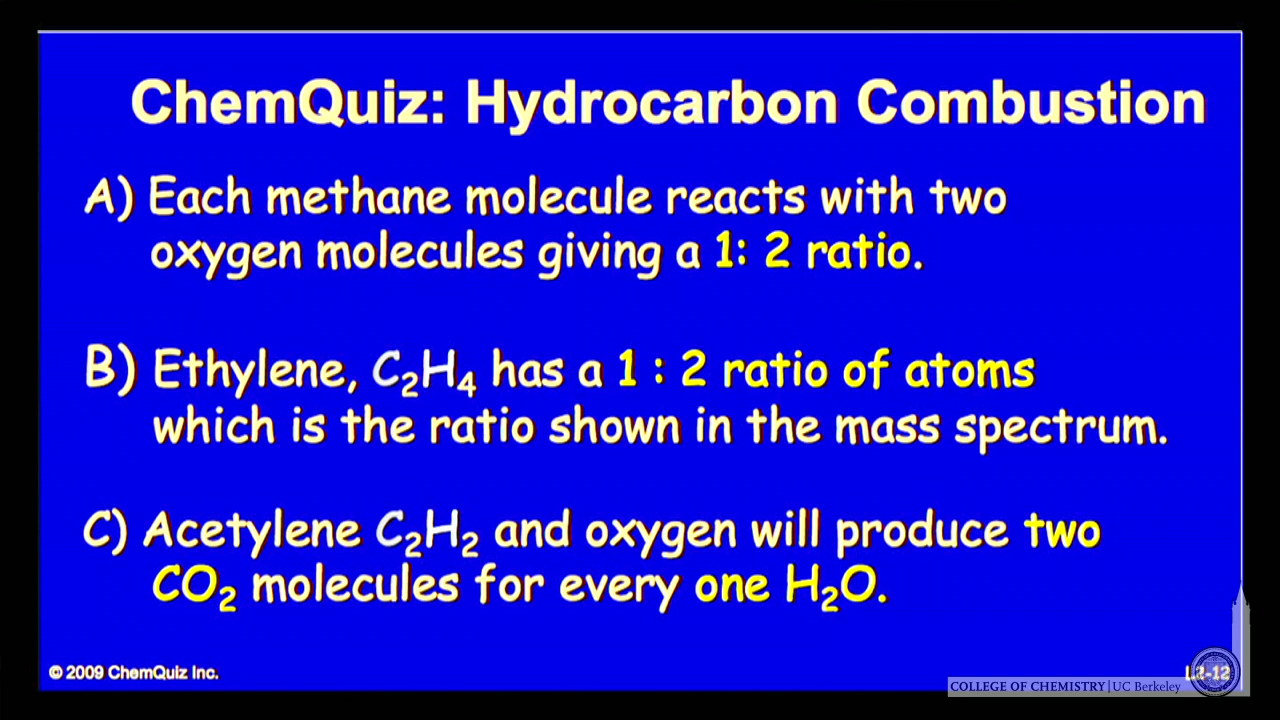 ChemQuiz: Hydrocarbon Combustion
A) Each methane molecule reacts with two
oxygen molecules giving a 1: 2 ratio.
B) Ethylene, C₂H₄ has a 1 : 2 ratio of atoms
which is the ratio shown in the mass spectrum.
C) Acetylene C₂H₂ and oxygen will produce two
CO₂ molecules for every one H₂O.
© 2009 ChemQuiz Inc.
L2-12
COLLEGE OF CHEMISTRY | UC Berkeley